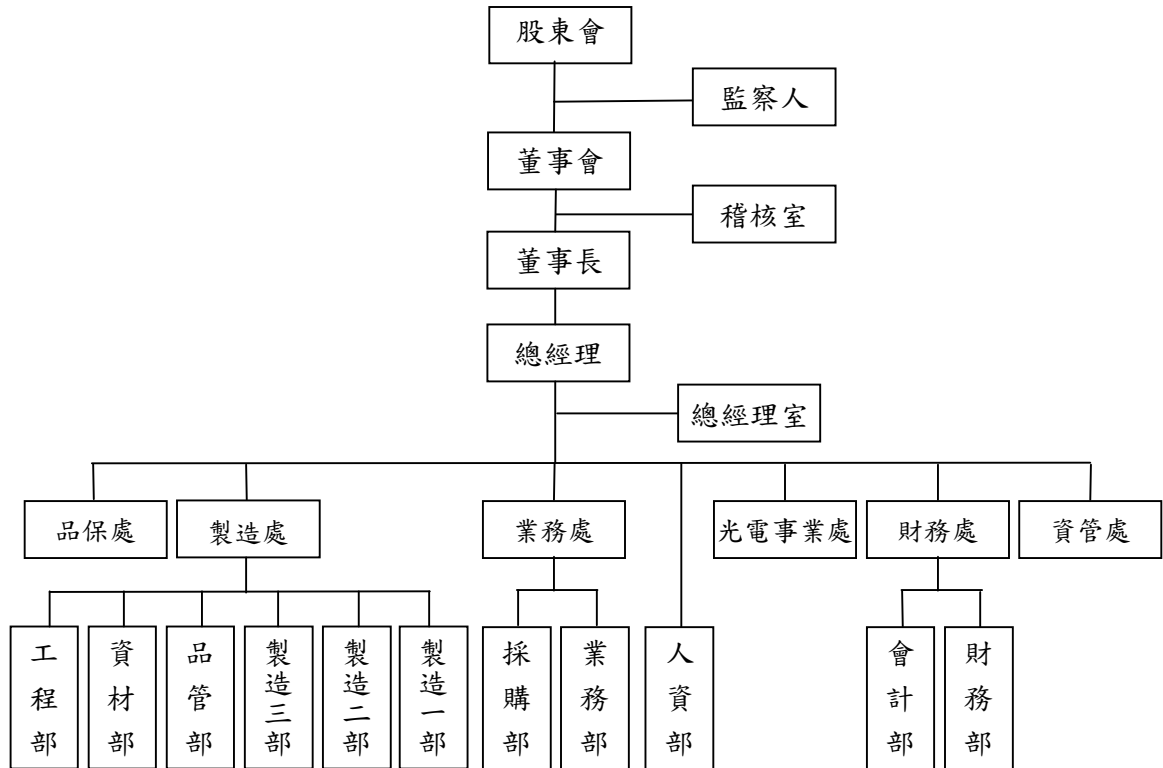 股東會
監察人
董事會
稽核室
董事長
總經理
總經理室
品保處
製造處
業務處
光電事業處
財務處
資管處
工程部
資材部
品管部
製造三部
製造二部
製造一部
採購部
業務部
人資部
會計部
財務部